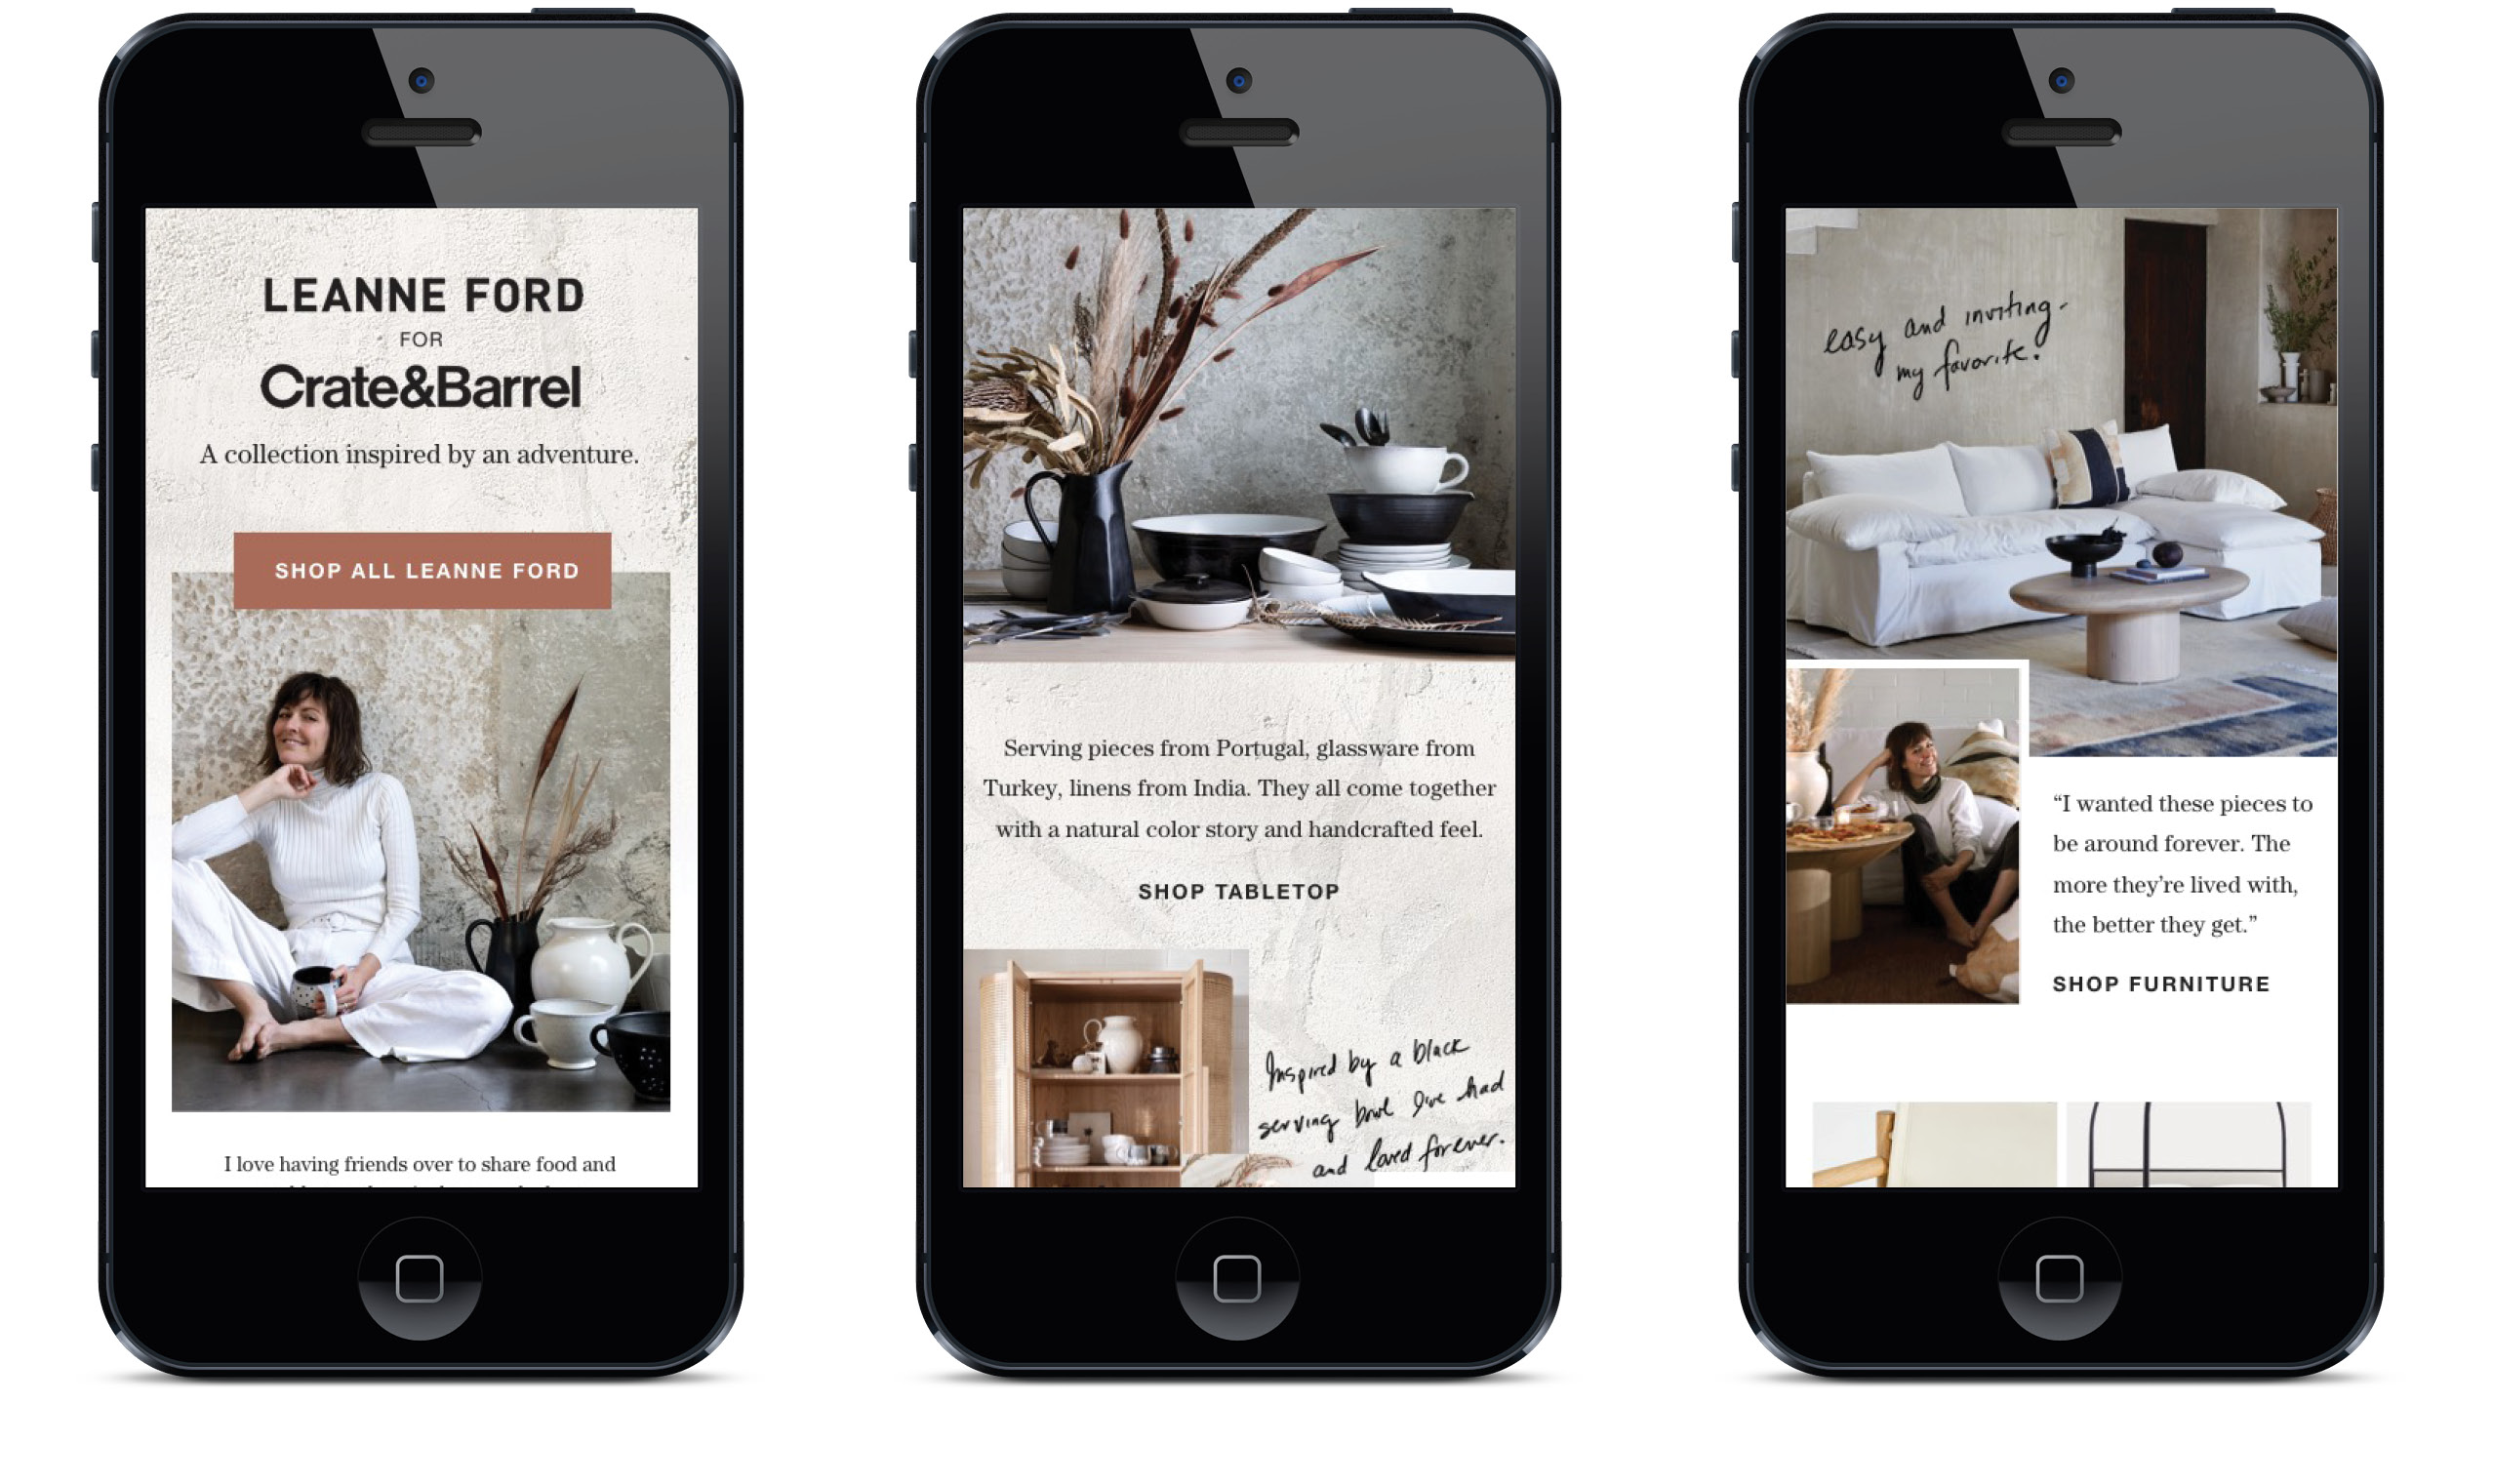 LEANNE FORD
FOR
Crate&Barrel
A collection inspired by an adventure.
SHOP ALL LEANNE FORD
I love having friends over to share food and
Serving pieces from Portugal, glassware from
Turkey, linens from India. They all come together
with a natural color story and handcrafted feel.
SHOP TABLETOP
Inspired by a black
serving bowl I've had
and loved forever.
easy and inviting-
my favorite.
“I wanted these pieces to
be around forever. The
more they’re lived with,
the better they get.”
SHOP FURNITURE